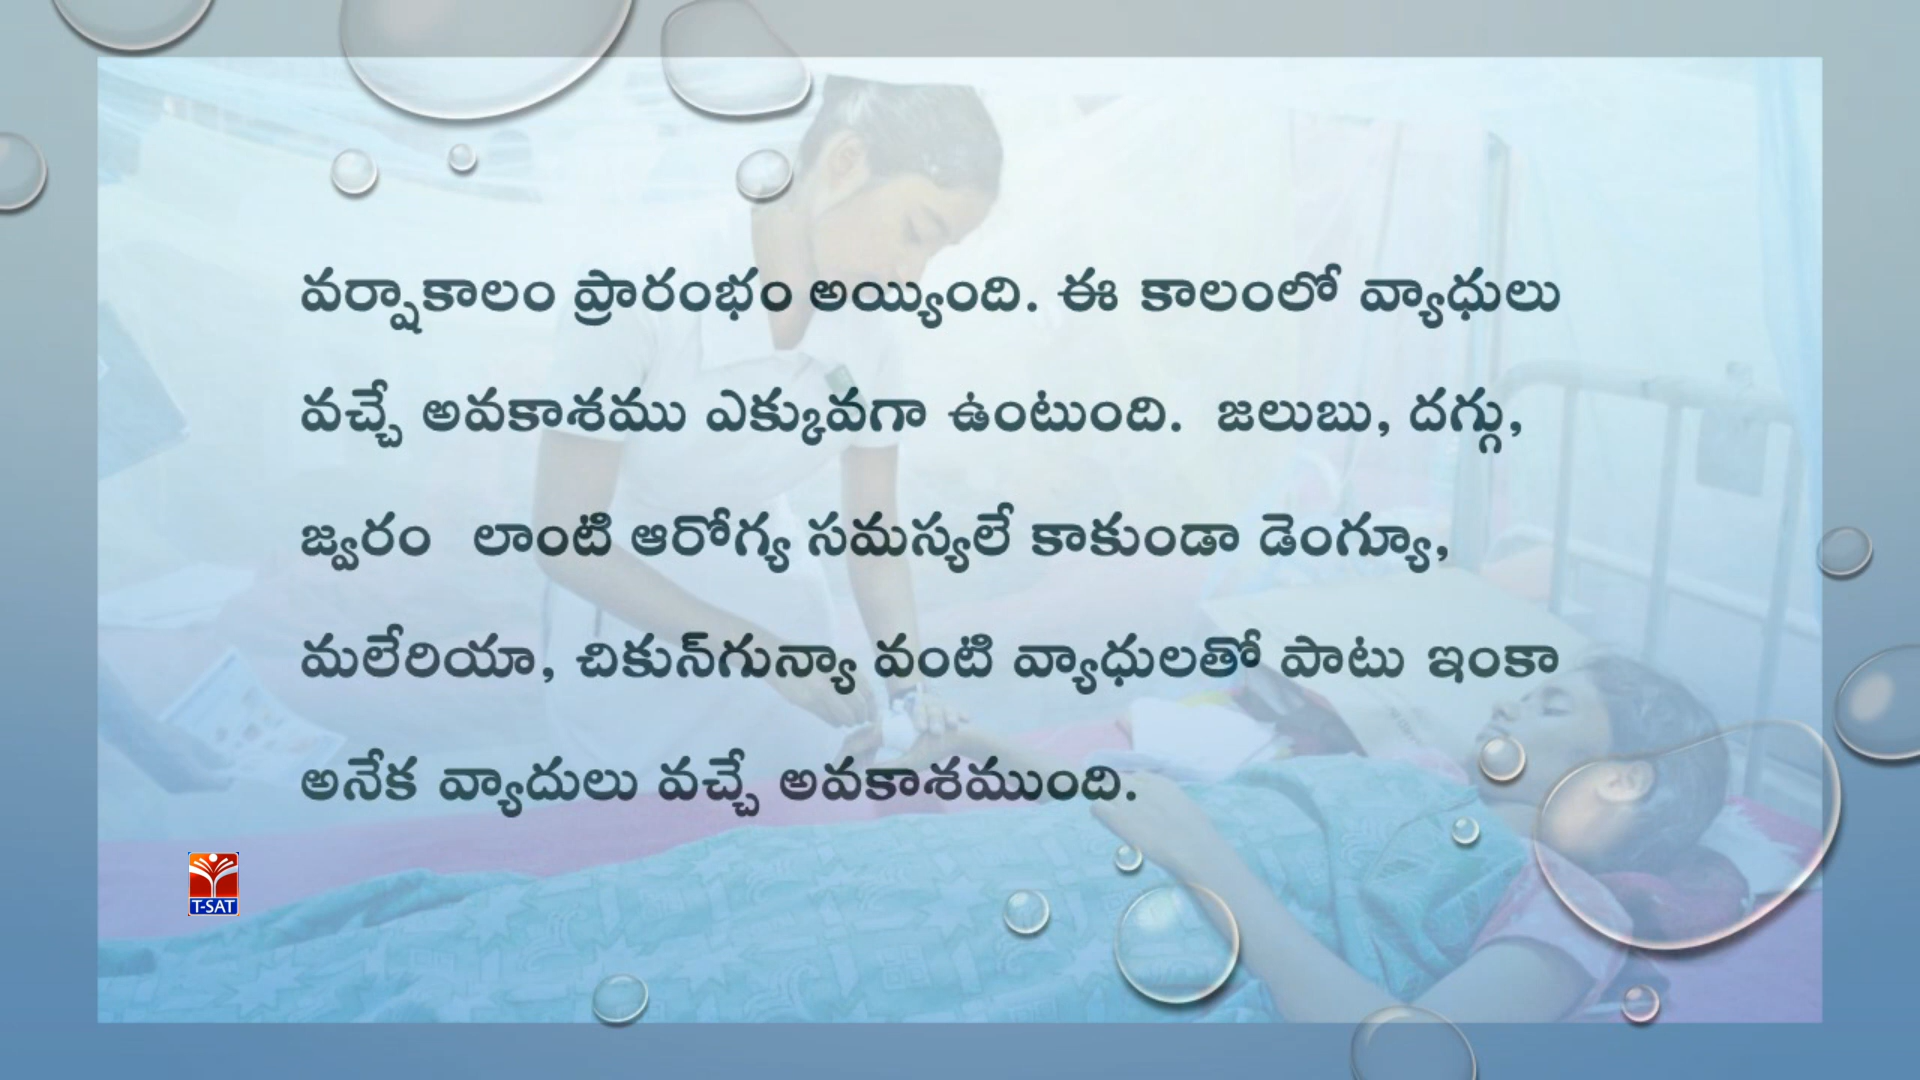 వర్షాకాలం ప్రారంభం అయ్యింది. ఈ కాలంలో వ్యాధులు
వచ్చే అవకాశము ఎక్కువగా ఉంటుంది. జలుబు, దగ్గు,
జ్వరం లాంటి ఆరోగ్య సమస్యలే కాకుండా డెంగ్యూ,
మలేరియా, చికున్‌గున్యా వంటి వ్యాధులతో పాటు ఇంకా
అనేక వ్యాదులు వచ్చే అవకాశముంది.
T-SAT